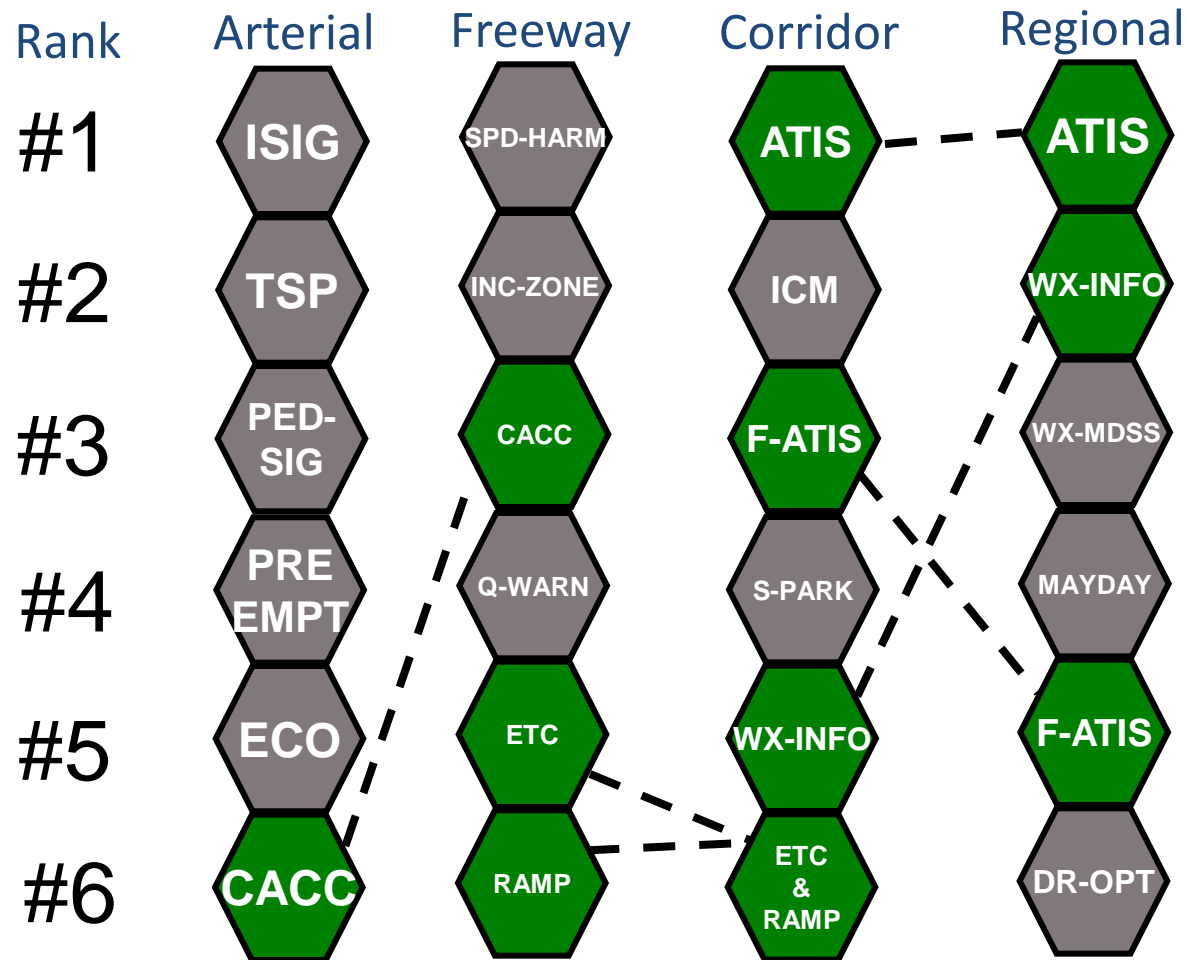 Rank Arterial Freeway Corridor Regional
#1 ISIG SPD-HARM ATIS ATIS
#2 TSP INC-ZONE ICM WX-INFO
#3 PED-
SIG CACC F-ATIS WX-MDSS
#4 PRE
EMPT Q-WARN S-PARK MAYDAY
#5 ECO ETC WX-INFO F-ATIS
#6 CACC RAMP ETC
&
RAMP DR-OPT